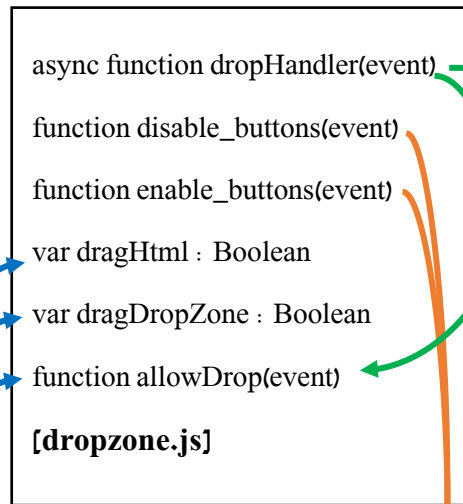 async function dropHandler(event)
function disable_buttons(event)
function enable_buttons(event)
var dragHtml : Boolean
var dragDropZone : Boolean
function allowDrop(event)
[dropzone.js]